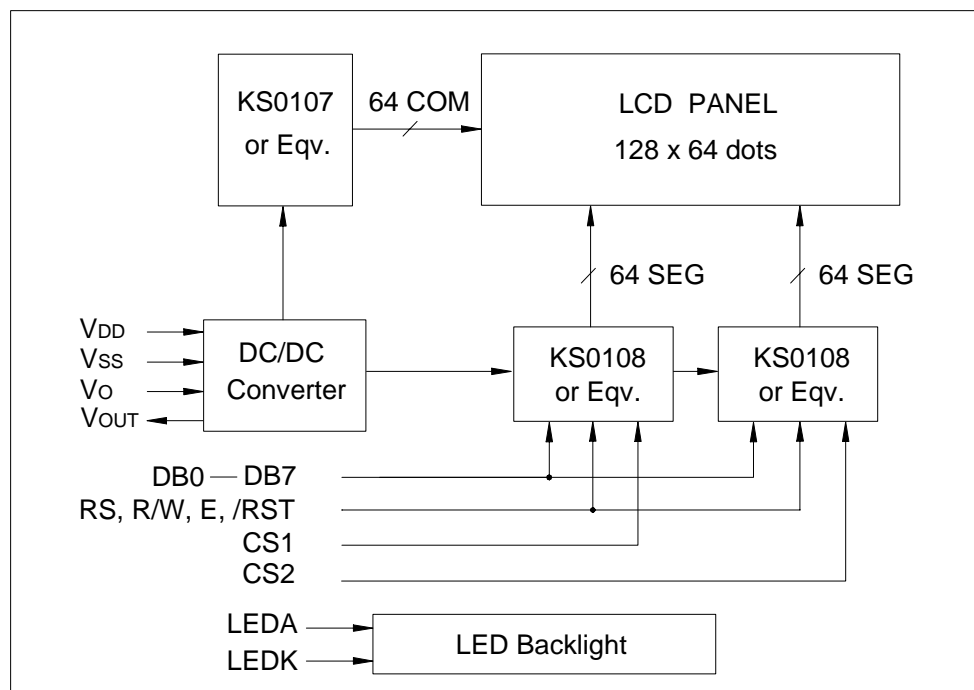 KS0107
or Eqv.
64 COM
LCD PANEL
128 x 64 dots
64 SEG
64 SEG
VDD
VSS
VO
VOUT
DC/DC
Converter
KS0108
or Eqv.
KS0108
or Eqv.
DB0 — DB7
RS, R/W, E, /RST
CS1
CS2
LEDA
LEDK
LED Backlight